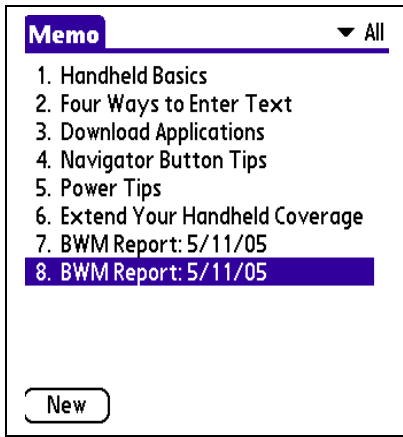 Memo
All
1. Handheld Basics
2. Four Ways to Enter Text
3. Download Applications
4. Navigator Button Tips
5. Power Tips
6. Extend Your Handheld Coverage
7. BWM Report: 5/11/05
8. BWM Report: 5/11/05
New